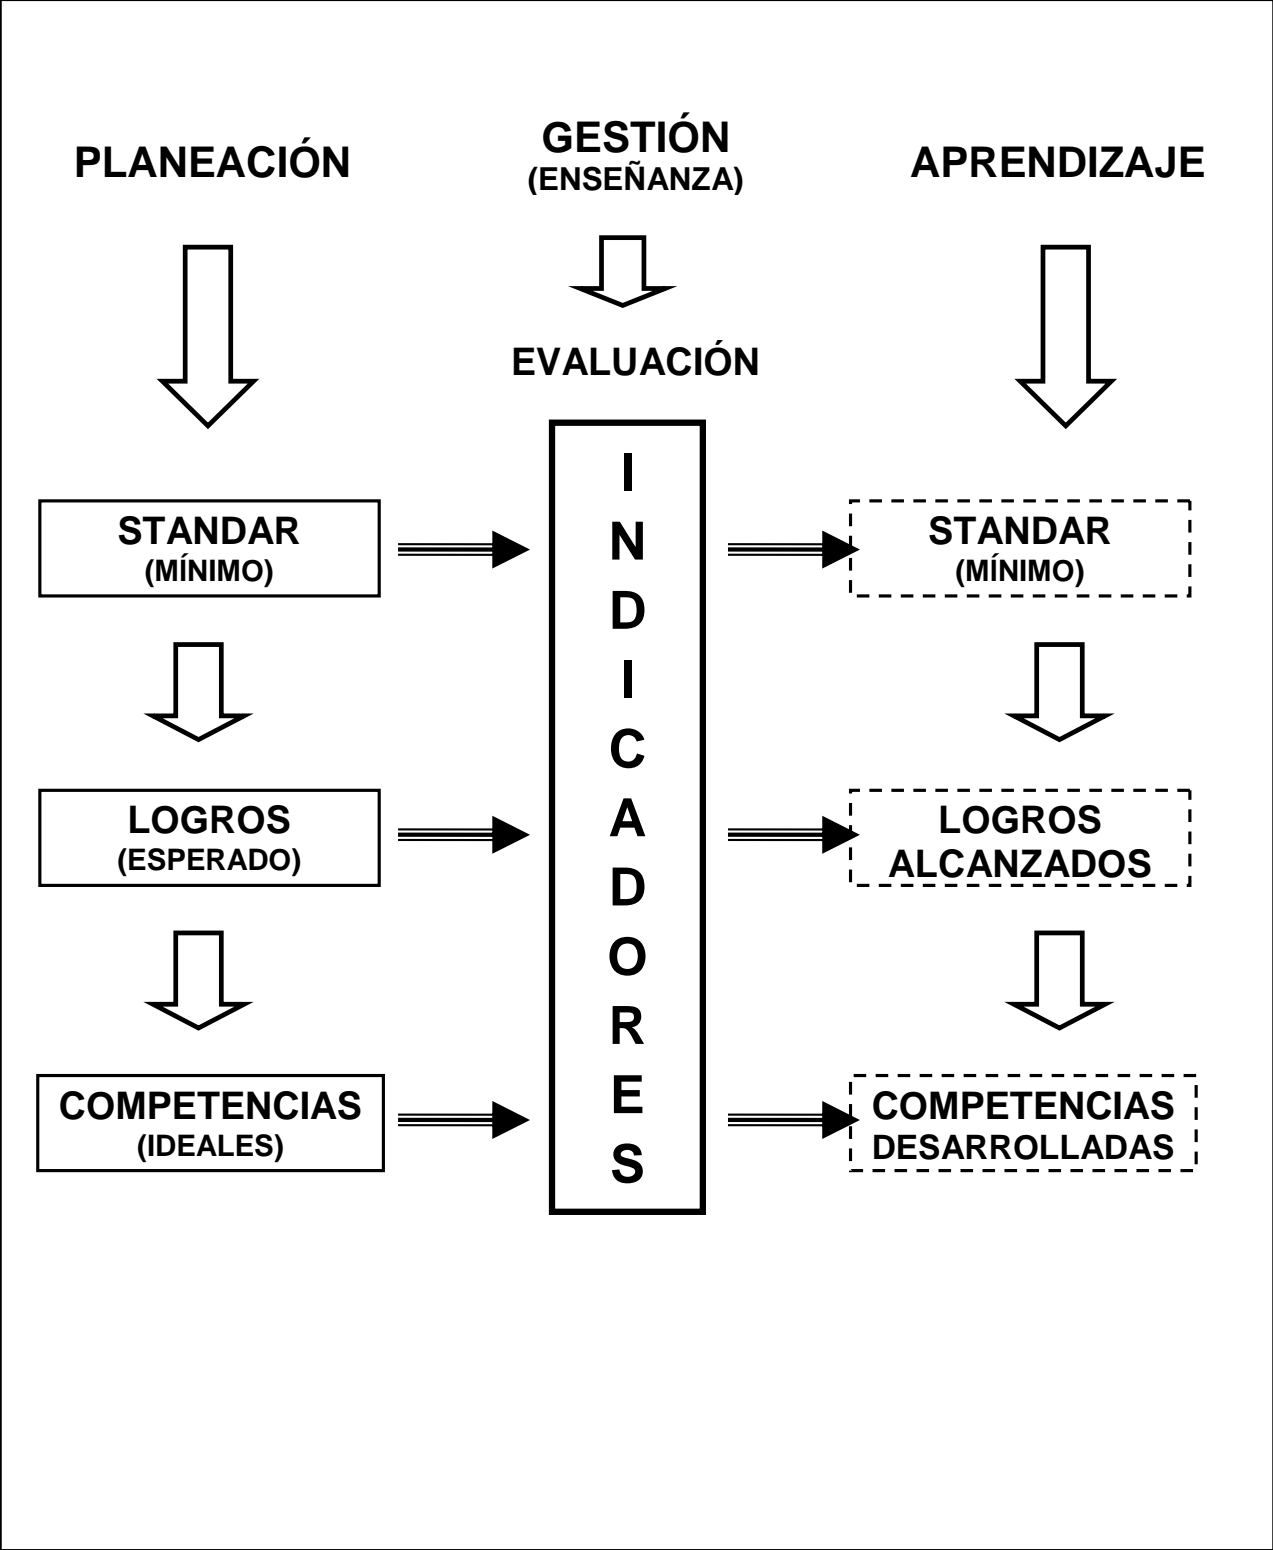 PLANEACIÓN
GESTIÓN
(ENSEÑANZA)
APRENDIZAJE
EVALUACIÓN
STANDAR
(MÍNIMO)
LOGROS
(ESPERADO)
COMPETENCIAS
(IDEALES)
I
N
D
I
C
A
D
O
R
E
S
STANDAR
(MÍNIMO)
LOGROS
ALCANZADOS
COMPETENCIAS
DESARROLLADAS